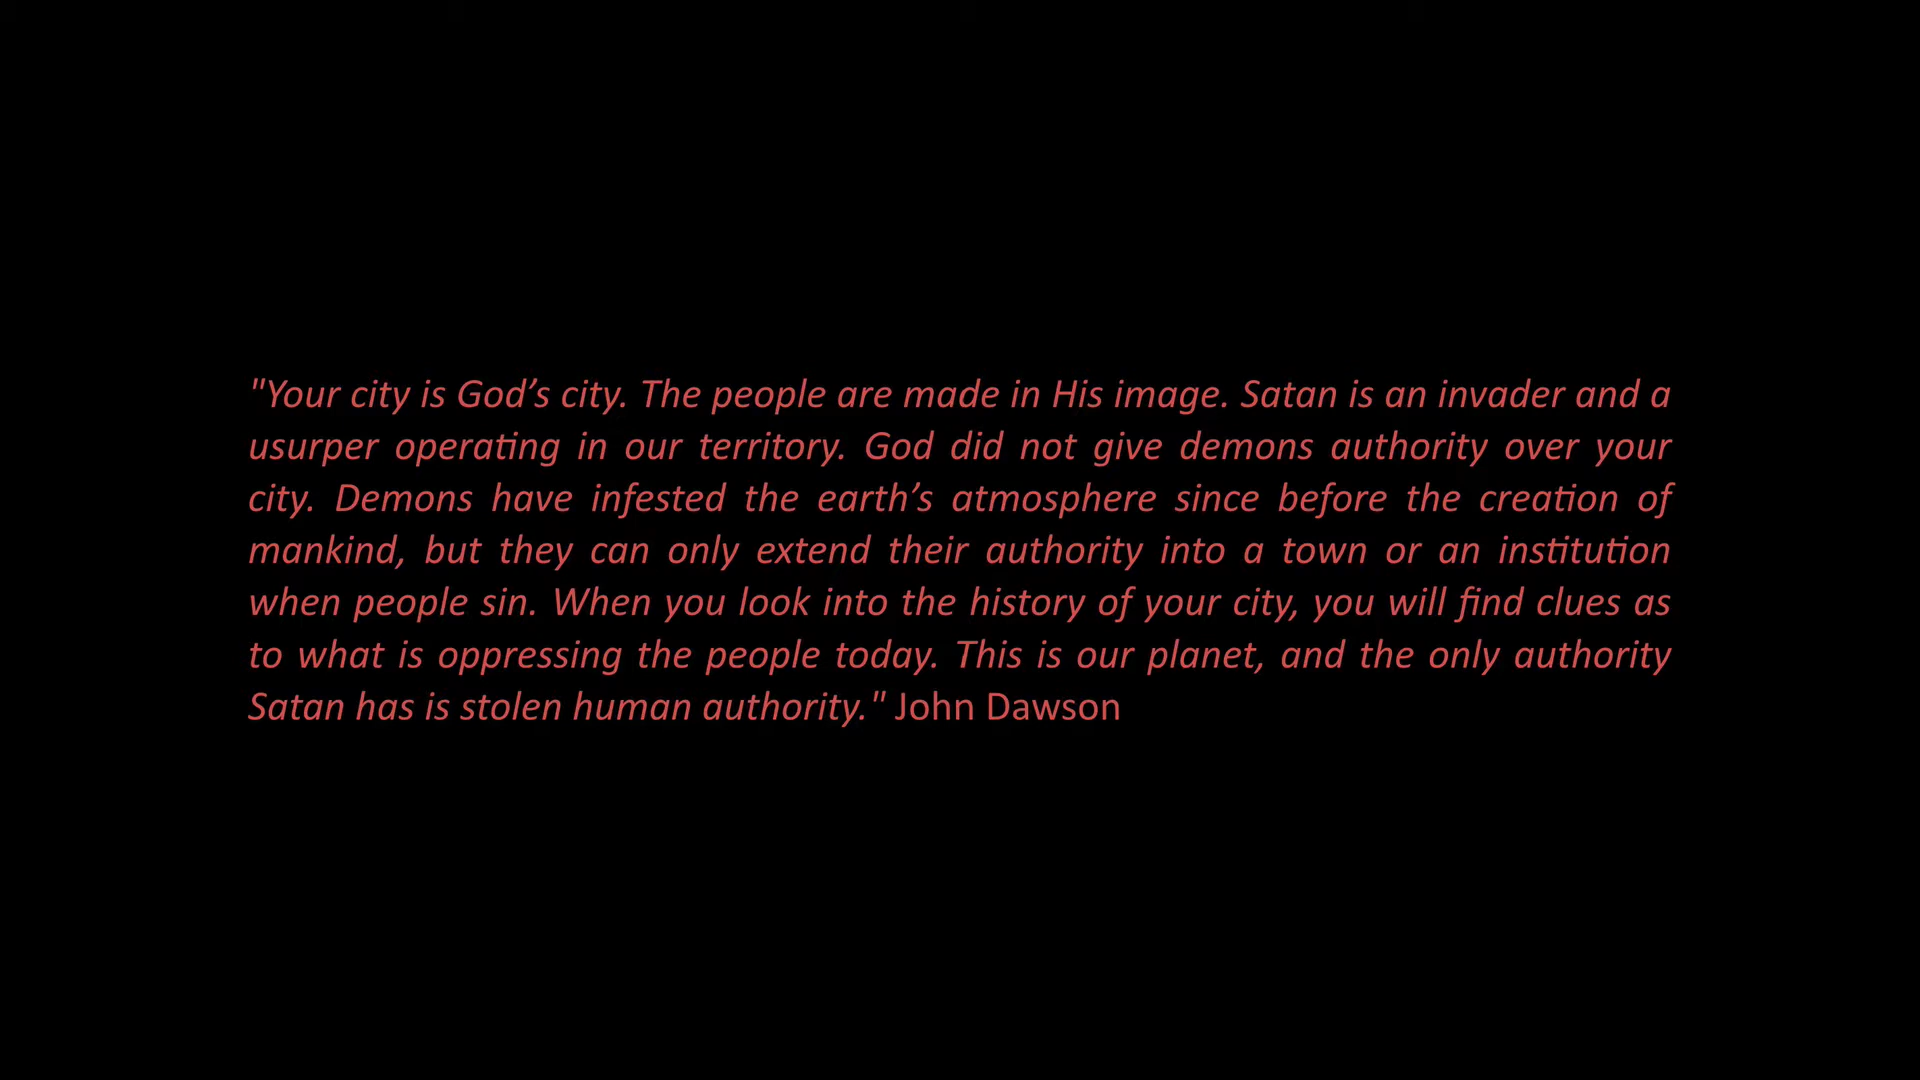 "Your city is God’s city. The people are made in His image. Satan is an invader and a
usurper operating in our territory. God did not give demons authority over your
city. Demons have infested the earth’s atmosphere since before the creation of
mankind, but they can only extend their authority into a town or an institution
when people sin. When you look into the history of your city, you will find clues as
to what is oppressing the people today. This is our planet, and the only authority
Satan has is stolen human authority." John Dawson